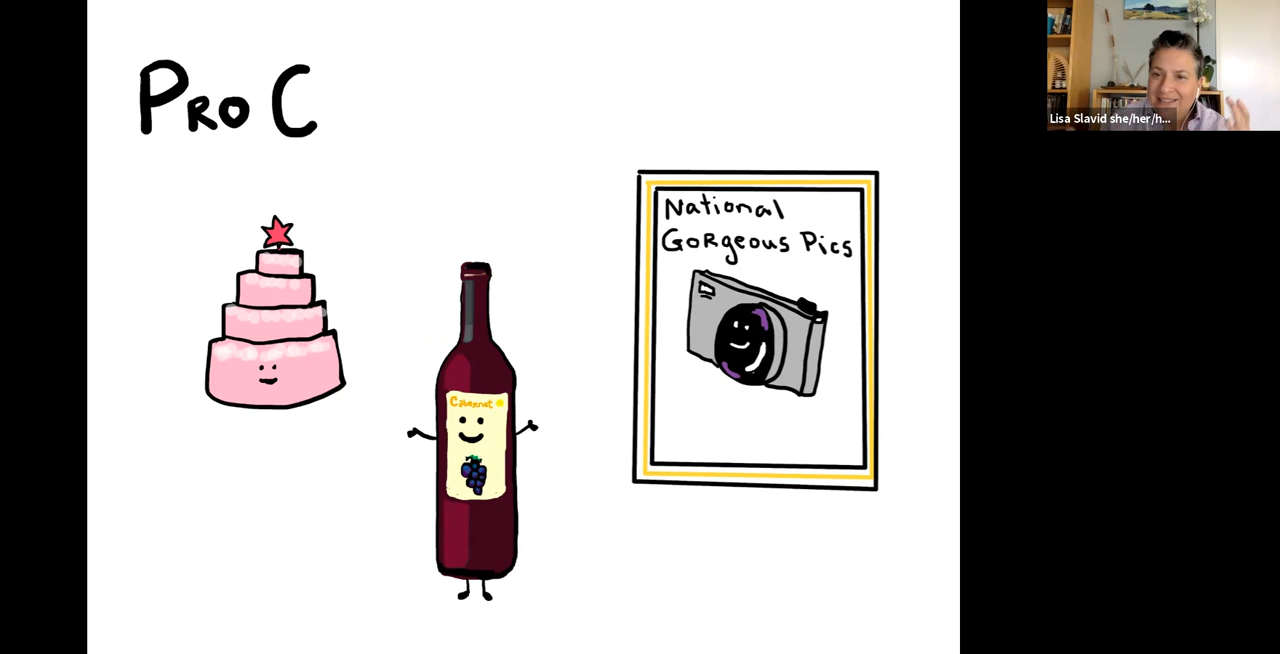 Pro C
National
Gorgeous Pics
Cabernet
Lisa Slavid she/her/h...